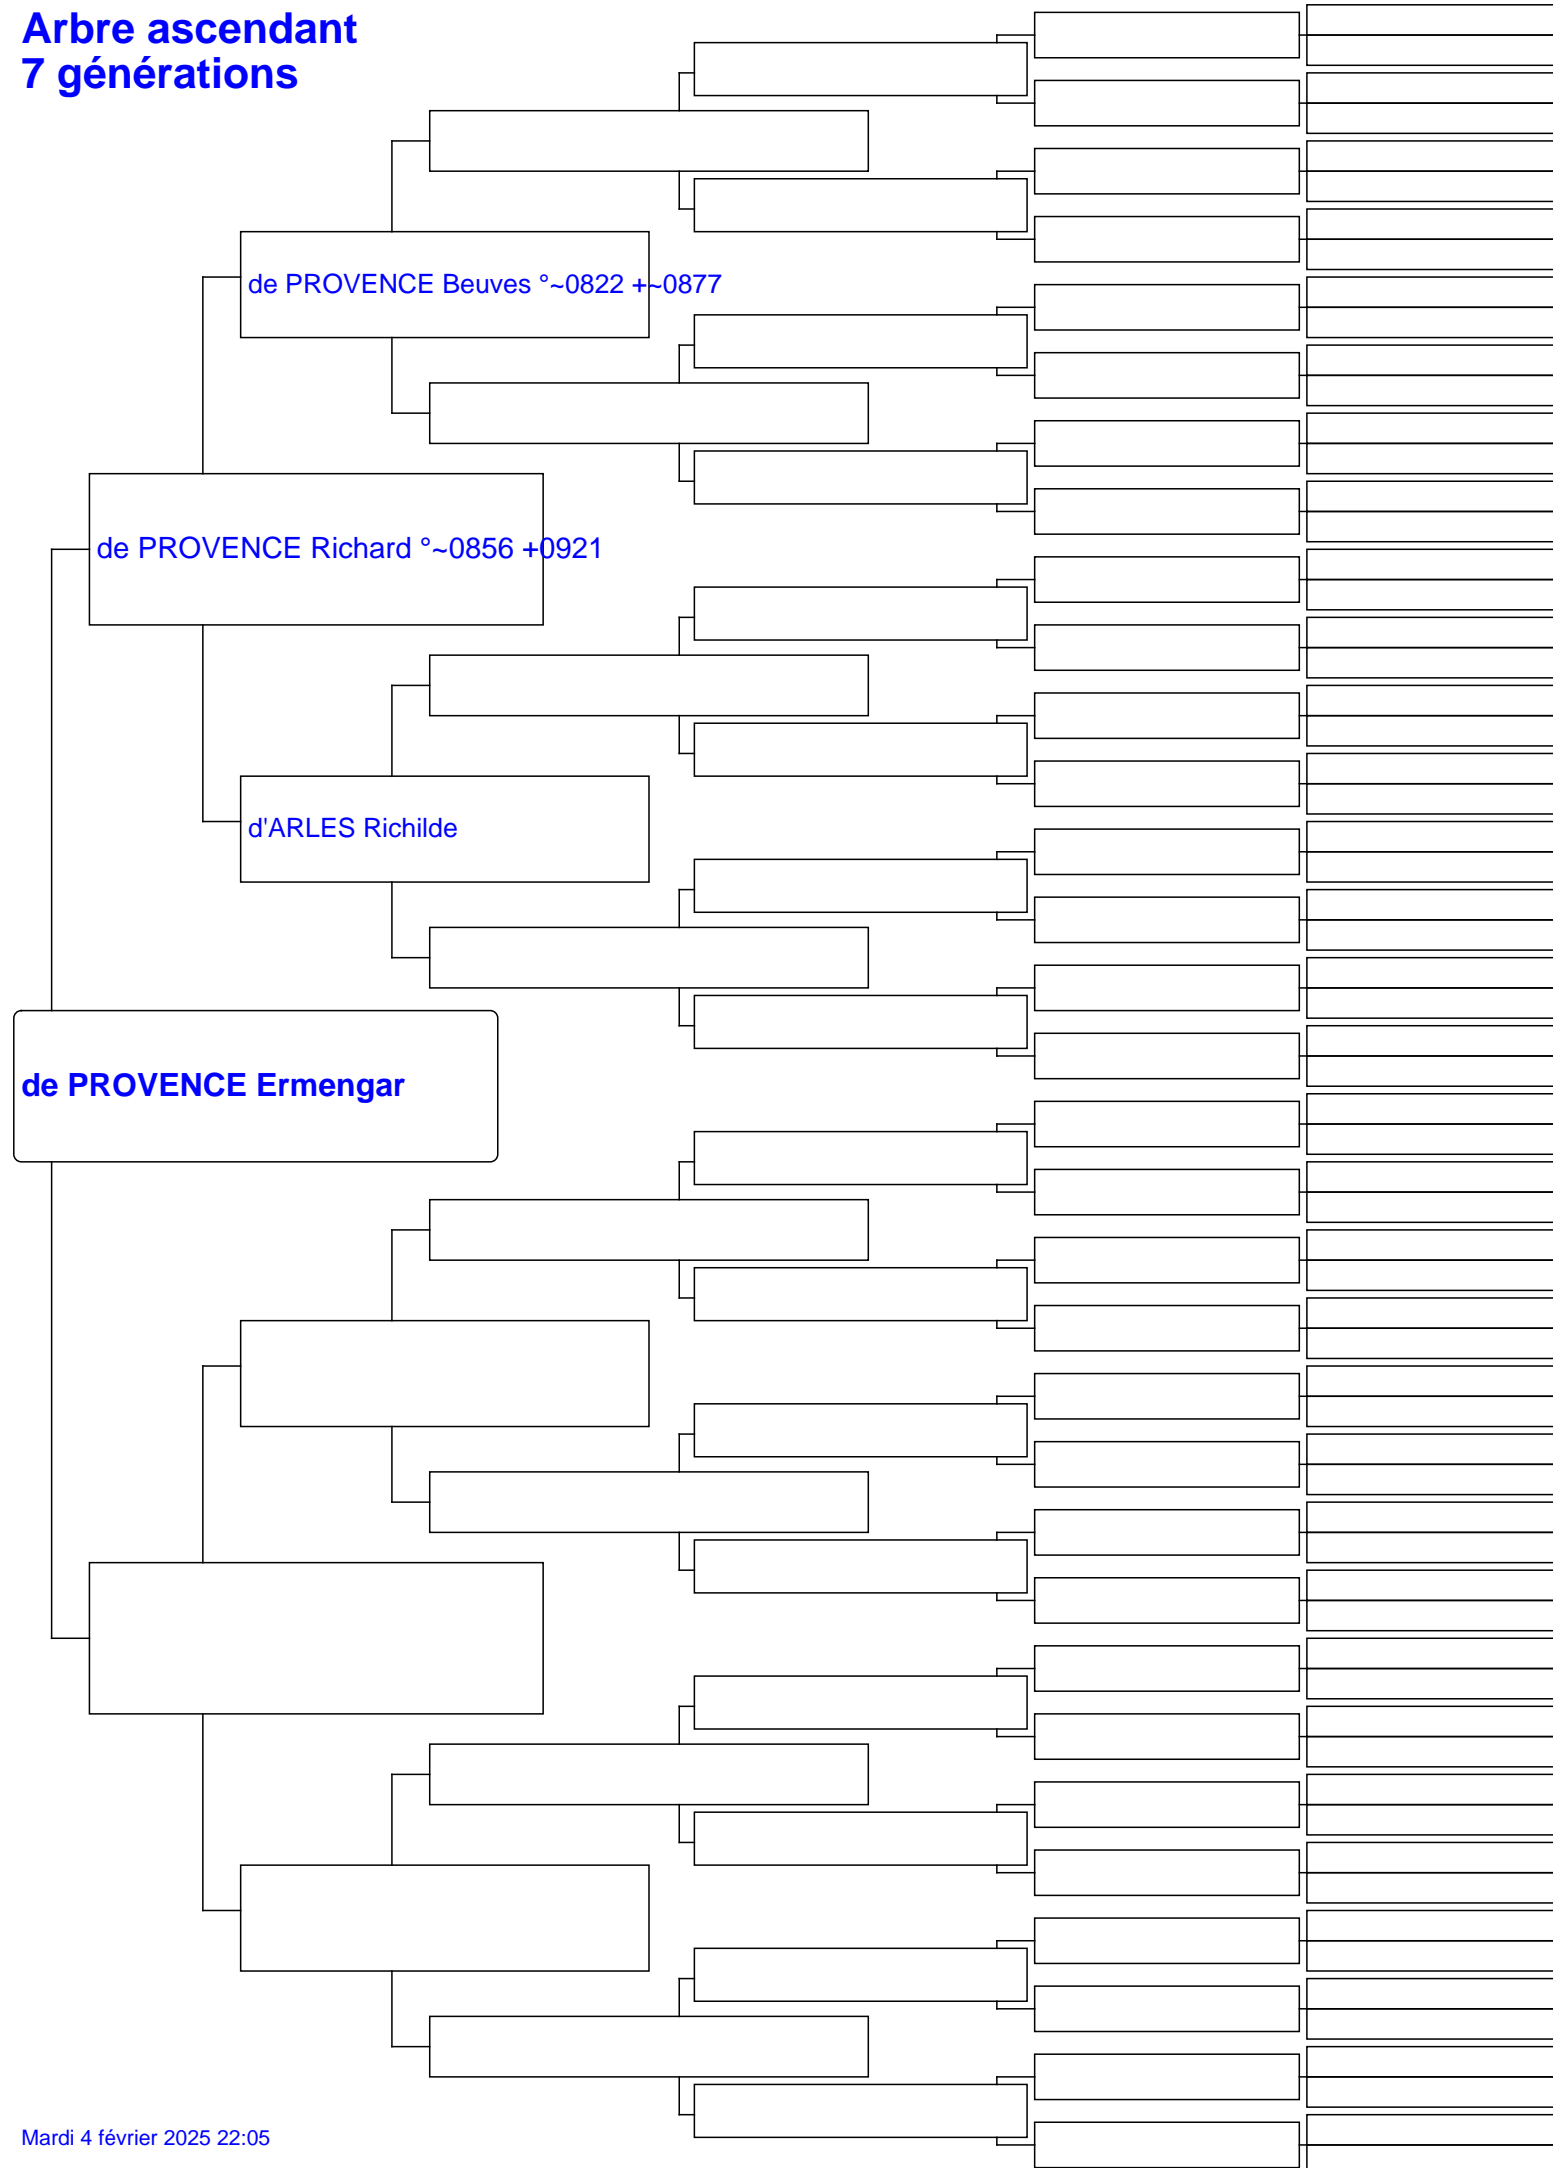 Arbre ascendant
7 générations
de PROVENCE Beuves °~0822 +~0877
de PROVENCE Richard °~0856 +0921
d'ARLES Richilde
de PROVENCE Ermengar
Mardi 4 février 2025 22:05